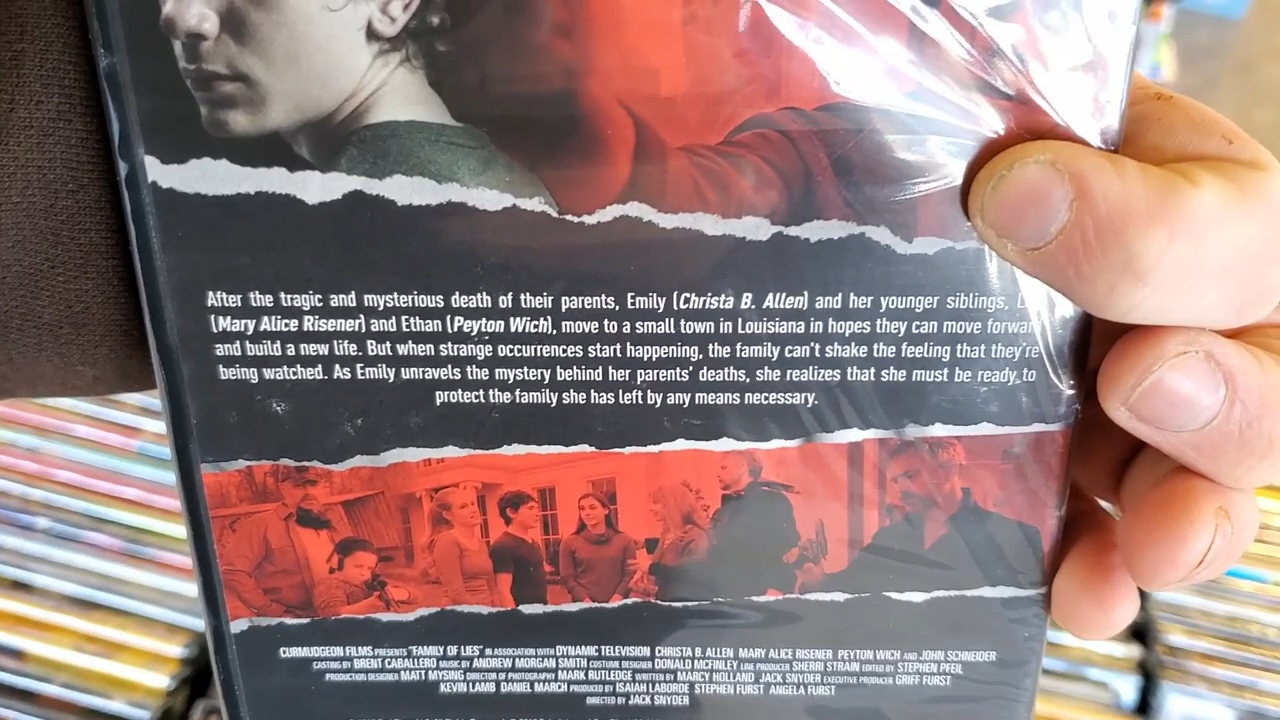 After the tragic and mysterious death of their parents, Emily (Christa B. Allen) and her younger siblings,
(Mary Alice Risener) and Ethan (Peyton Wich), move to a small town in Louisiana in hopes they can move forward
and build a new life. But when strange occurrences start happening, the family can't shake the feeling that they're
being watched. As Emily unravels the mystery behind her parents' deaths, she realizes that she must be ready to
protect the family she has left by any means necessary.
CURMUDGEON FILMS PRESENTS "FAMILY OF LIES" IN ASSOCIATION WITH DYNAMIC TELEVISION CHRISTA B. ALLEN MARY ALICE RISENER PEYTON WICH AND JOHN SCHNEIDER
CASTING BY BRENT CABALLERO MUSIC BY ANDREW MORGAN SMITH COSTUME DESIGNER DONALD MCFINLEY LINE PRODUCER SHERRI STRAIN EDITED BY STEPHEN PFEIL
PRODUCTION DESIGNER MATT MYSING DIRECTOR OF PHOTOGRAPHY MARK RUTLEDGE WRITTEN BY MARCY HOLLAND JACK SNYDER EXECUTIVE PRODUCER GRIFF FURST
KEVIN LAMB DANIEL MARCH PRODUCED BY ISAIAH LABORDE STEPHEN FURST ANGELA FURST
DIRECTED BY JACK SNYDER